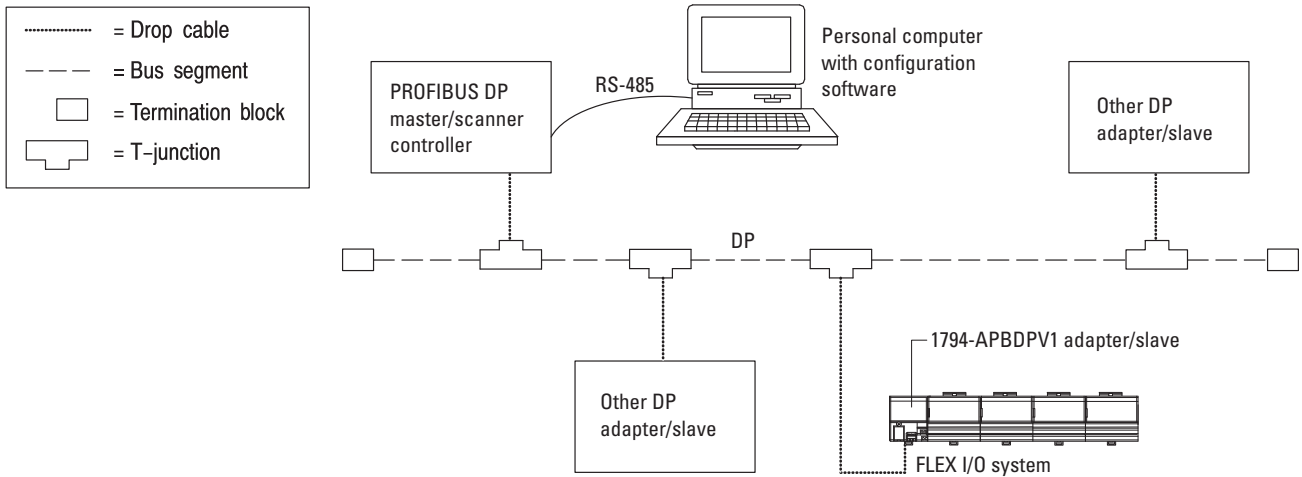 = Drop cable
= Bus segment
= Termination block
= T-junction
PROFIBUS DP
master/scanner
controller
RS-485
Personal computer
with configuration
software
Other DP
adapter/slave
DP
Other DP
adapter/slave
1794-APBDPV1 adapter/slave
FLEX I/O system